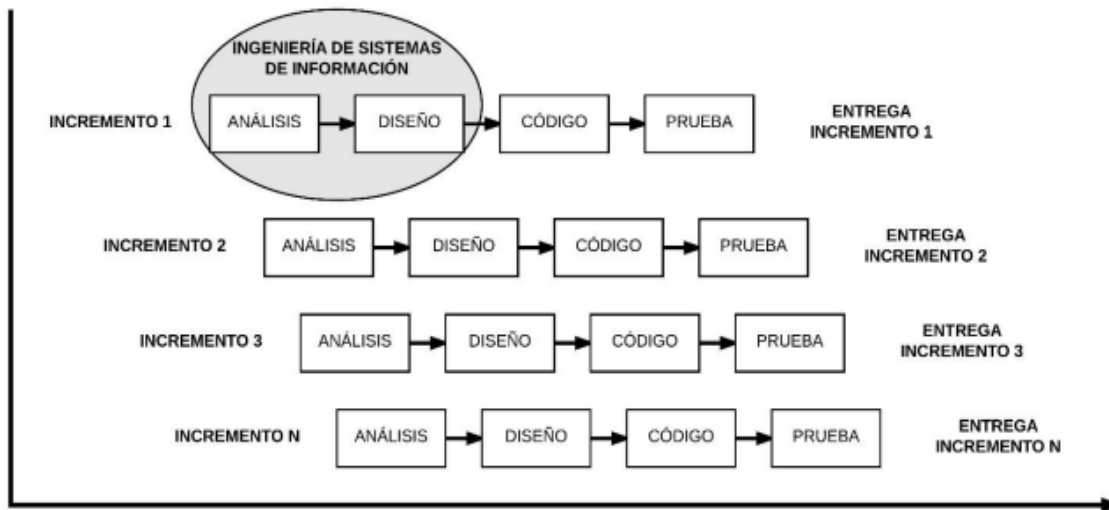 INGENIERÍA DE SISTEMAS
DE INFORMACIÓN
INCREMENTO 1
ANÁLISIS
DISEÑO
CÓDIGO
PRUEBA
ENTREGA
INCREMENTO 1
INCREMENTO 2
ANÁLISIS
DISEÑO
CÓDIGO
PRUEBA
ENTREGA
INCREMENTO 2
INCREMENTO 3
ANÁLISIS
DISEÑO
CÓDIGO
PRUEBA
ENTREGA
INCREMENTO 3
INCREMENTO N
ANÁLISIS
DISEÑO
CÓDIGO
PRUEBA
ENTREGA
INCREMENTO N